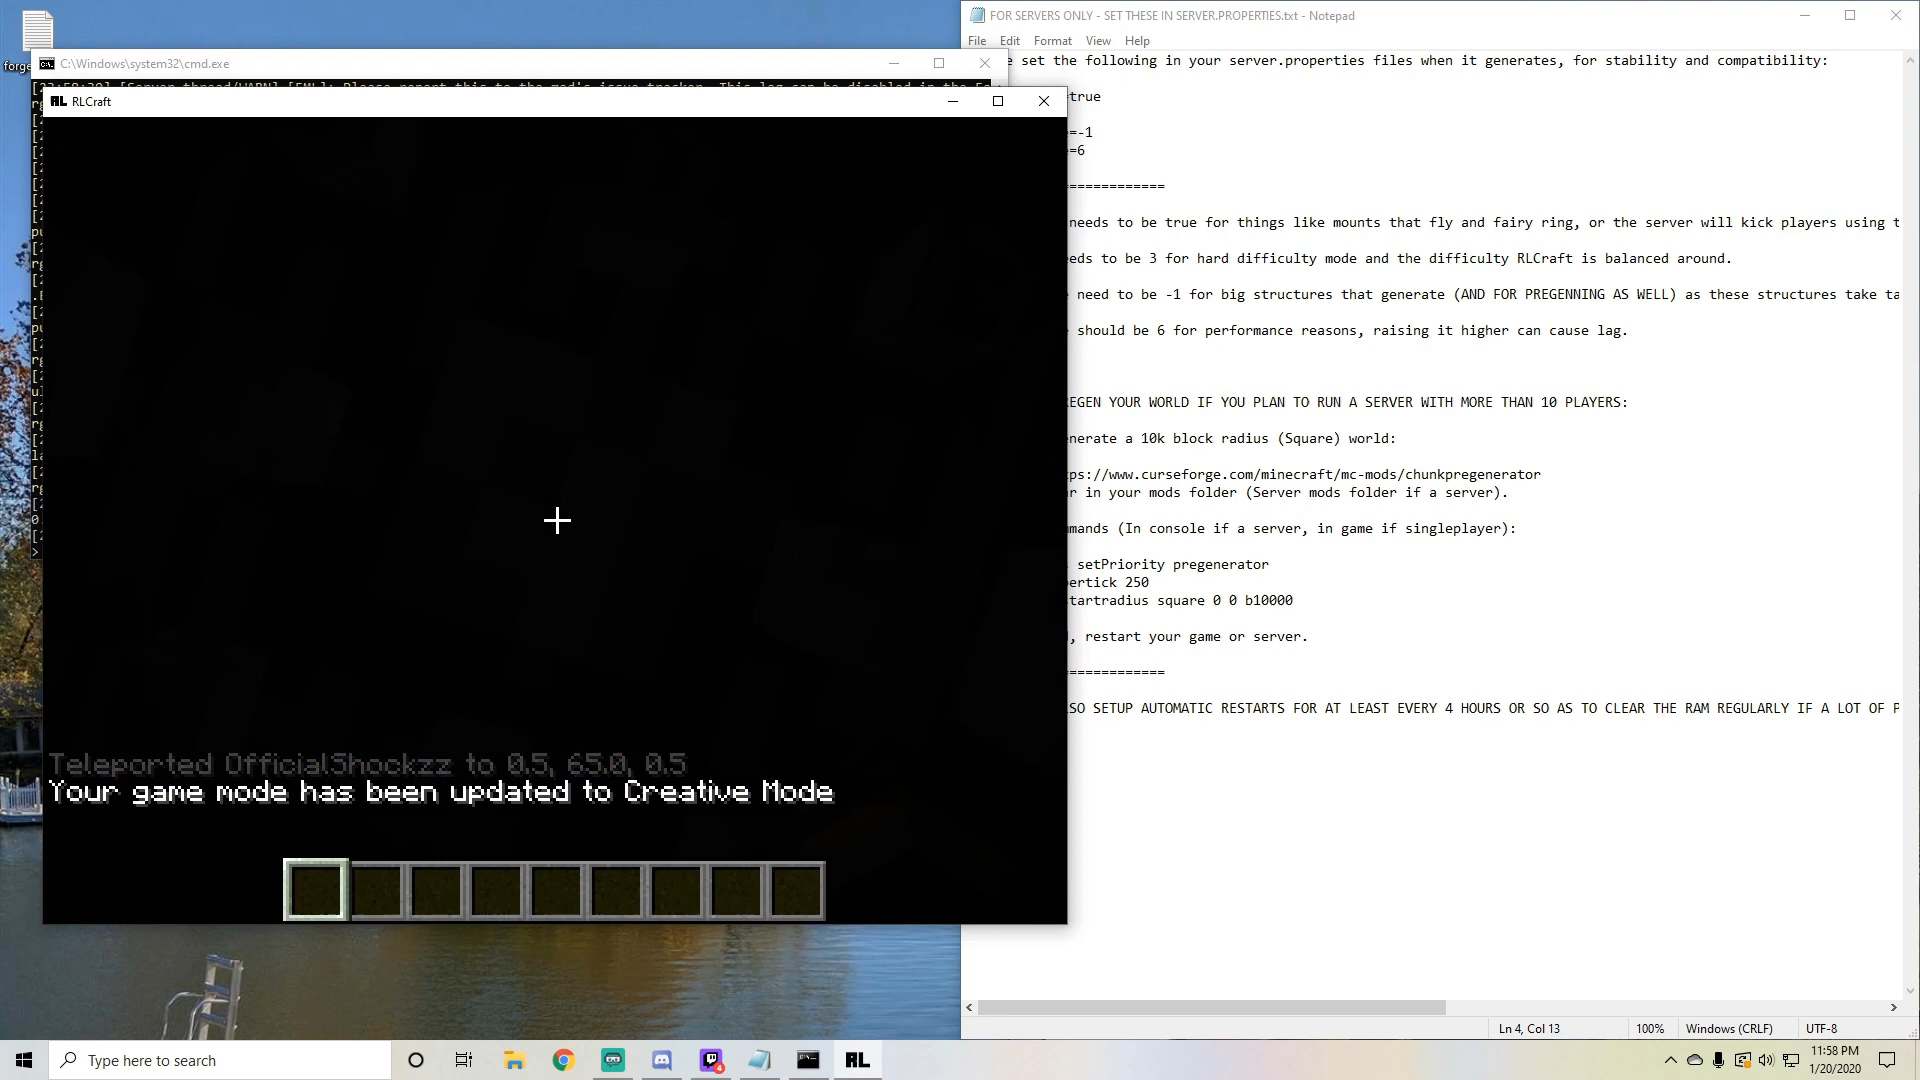 FOR SERVERS ONLY - SET THESE IN SERVER.PROPERTIES.txt - Notepad
File Edit Format View Help
set the following in your server.properties files when it generates, for stability and compatibility:
=true
=-1
=6
=============
needs to be true for things like mounts that fly and fairy ring, or the server will kick players using t
eds to be 3 for hard difficulty mode and the difficulty RLCraft is balanced around.
need to be -1 for big structures that generate (AND FOR PREGENNING AS WELL) as these structures take ta
should be 6 for performance reasons, raising it higher can cause lag.
EGEN YOUR WORLD IF YOU PLAN TO RUN A SERVER WITH MORE THAN 10 PLAYERS:
nerate a 10k block radius (Square) world:
ps://www.curseforge.com/minecraft/mc-mods/chunkpregenerator
r in your mods folder (Server mods folder if a server).
mands (In console if a server, in game if singleplayer):
setPriority pregenerator
ertick 250
tartradius square 0 0 b10000
, restart your game or server.
=============
SO SETUP AUTOMATIC RESTARTS FOR AT LEAST EVERY 4 HOURS OR SO AS TO CLEAR THE RAM REGULARLY IF A LOT OF P
Ln 4, Col 13 100% Windows (CRLF) UTF-8
forge
C:\Windows\system32\cmd.exe
RL RLCraft
Teleported OfficialShockzz to 0.5, 65.0, 0.5
Your game mode has been updated to Creative Mode
Type here to search
4
RL
11:58 PM
1/20/2020